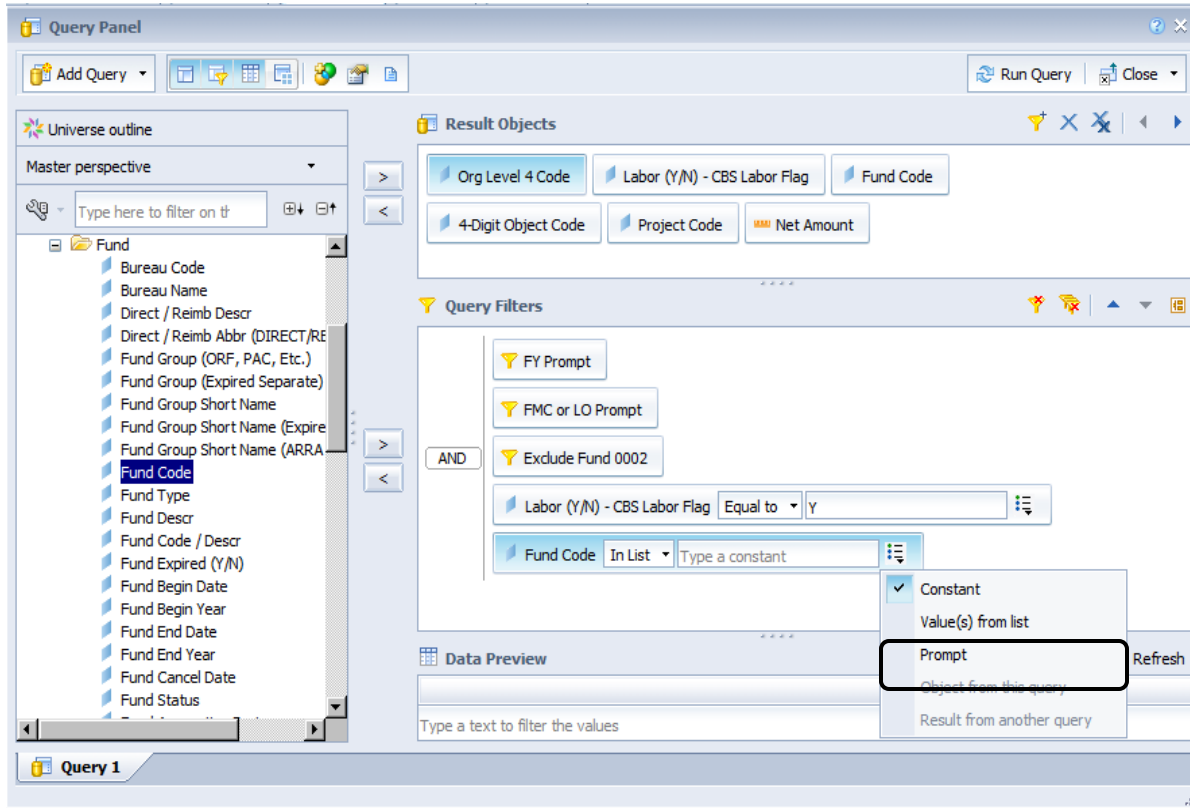 Query Panel
Add Query
Run Query
Close
Universe outline
Master perspective
Type here to filter on th
Fund
Bureau Code
Bureau Name
Direct / Reimb Descr
Direct / Reimb Abbr (DIRECT/RE
Fund Group (ORF, PAC, Etc.)
Fund Group (Expired Separate)
Fund Group Short Name
Fund Group Short Name (Expire
Fund Group Short Name (ARRA
Fund Code
Fund Type
Fund Descr
Fund Code / Descr
Fund Expired (Y/N)
Fund Begin Date
Fund Begin Year
Fund End Date
Fund End Year
Fund Cancel Date
Fund Status
>
<
>
<
Result Objects
Org Level 4 Code
Labor (Y/N) - CBS Labor Flag
Fund Code
4-Digit Object Code
Project Code
Net Amount
Query Filters
AND
FY Prompt
FMC or LO Prompt
Exclude Fund 0002
Labor (Y/N) - CBS Labor Flag Equal to Y
Fund Code In List Type a constant
Constant
Value(s) from list
Prompt
Object from this query
Result from another query
Data Preview
Refresh
Type a text to filter the values
Query 1